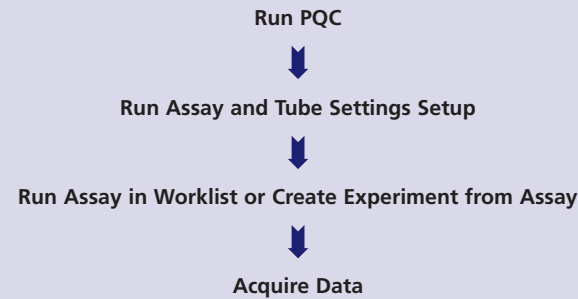 Run PQC
Run Assay and Tube Settings Setup
Run Assay in Worklist or Create Experiment from Assay
Acquire Data